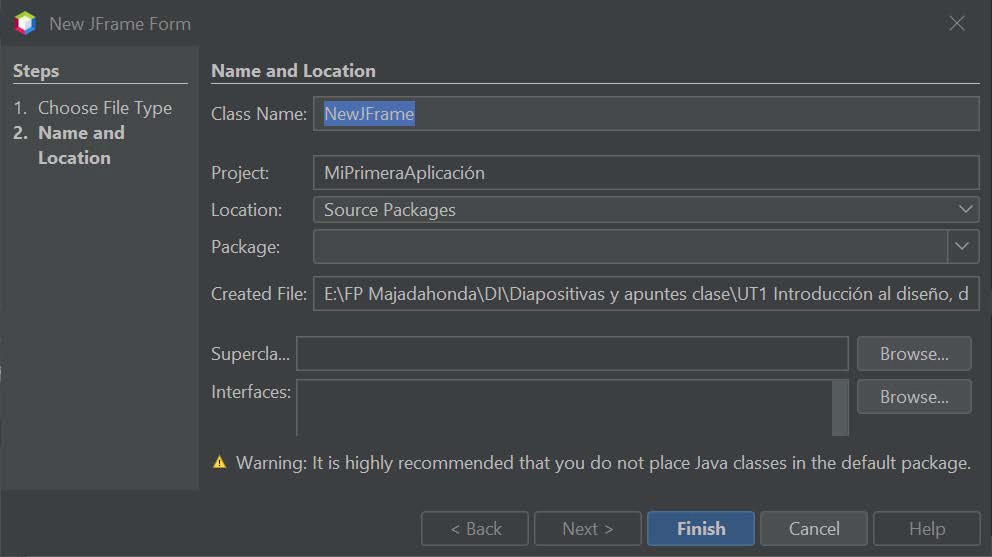 New JFrame Form
Steps
1. Choose File Type
2. Name and
Location
Name and Location
Class Name: NewJFrame
Project: MiPrimeraAplicación
Location: Source Packages
Package:
Created File: E:\FP Majadahonda\DI\Diapositivas y apuntes clase\UT1 Introducción al diseño, d
Supercla... Browse...
Interfaces: Browse...
Warning: It is highly recommended that you do not place Java classes in the default package.
< Back Next > Finish Cancel Help